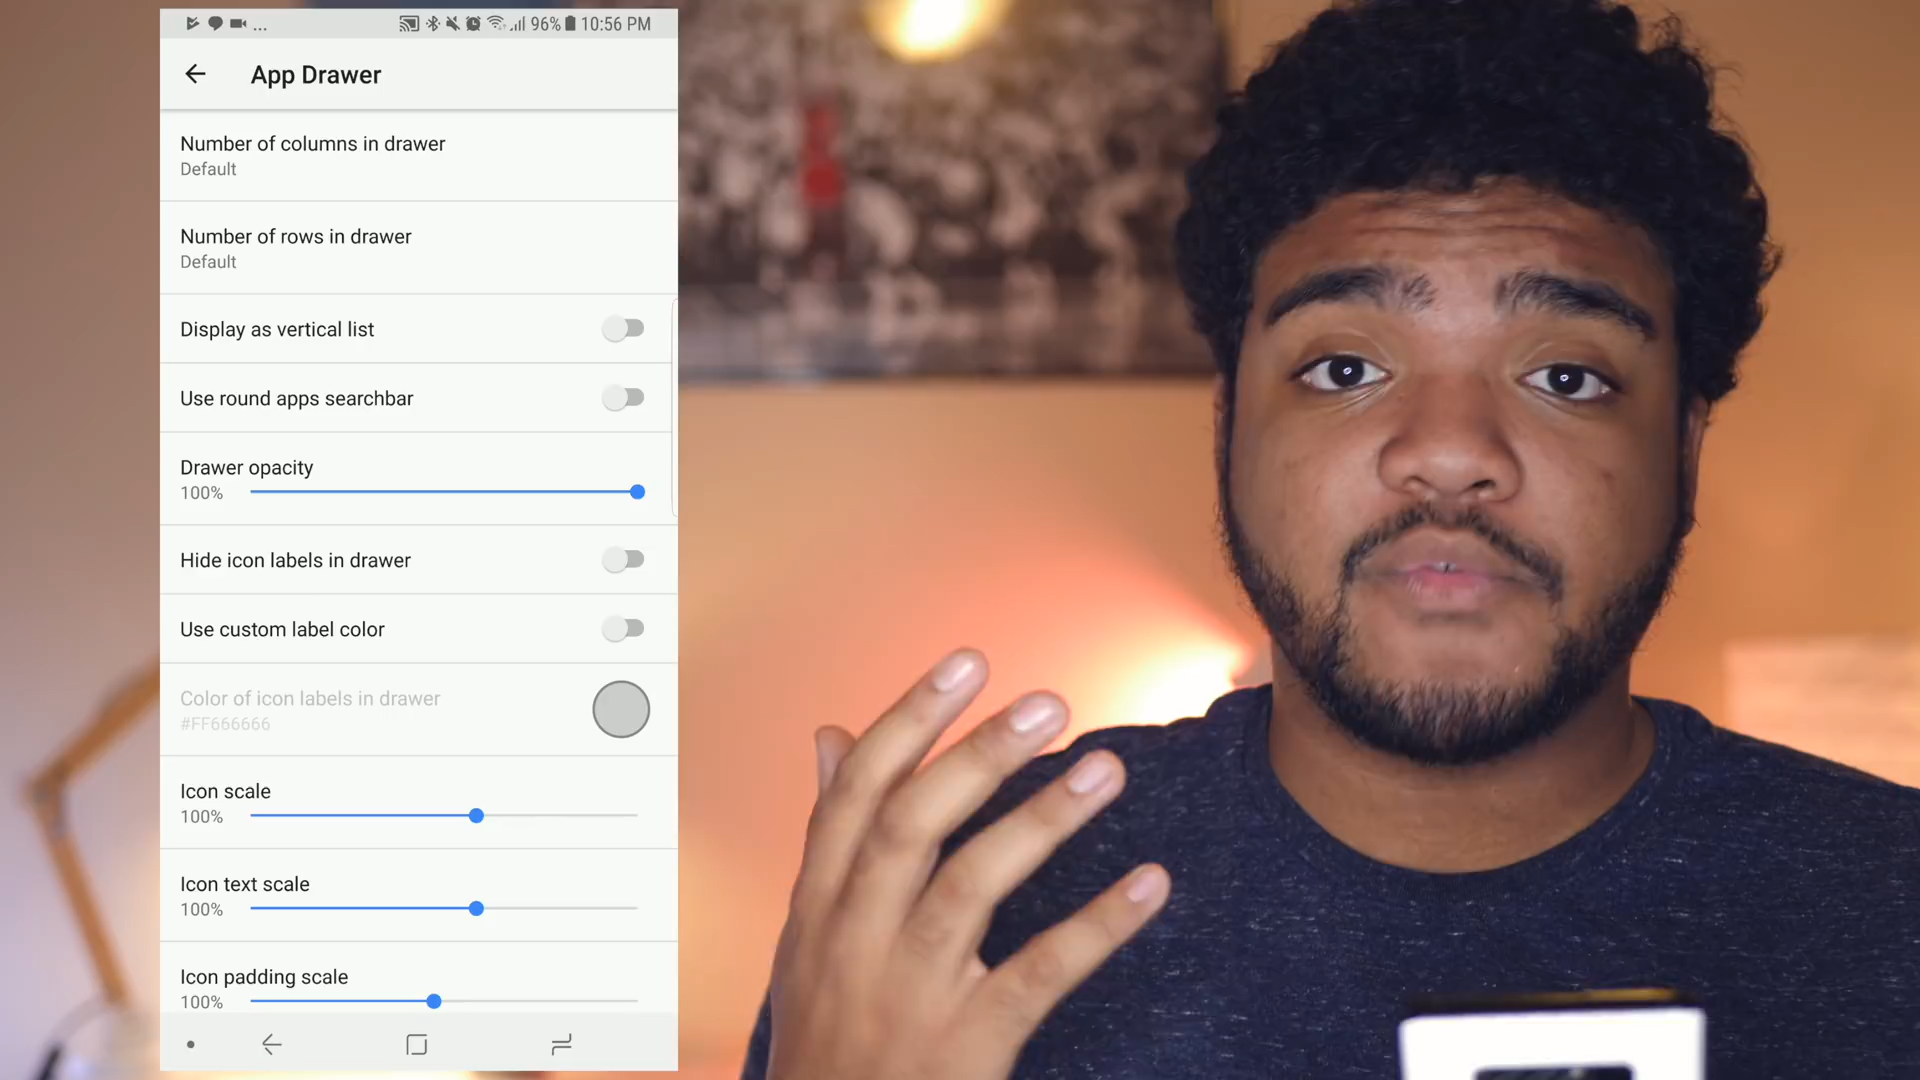 ... 96% 10:56 PM
App Drawer
Number of columns in drawer
Default
Number of rows in drawer
Default
Display as vertical list
Use round apps searchbar
Drawer opacity
100%
Hide icon labels in drawer
Use custom label color
Color of icon labels in drawer
#FF666666
Icon scale
100%
Icon text scale
100%
Icon padding scale
100%